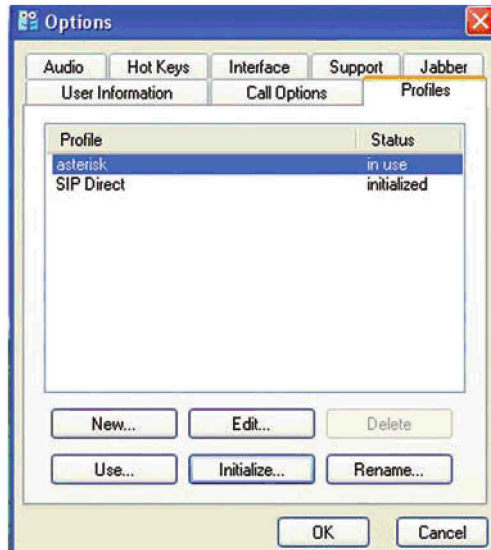 Options
Audio Hot Keys Interface Support Jabber
User Information Call Options Profiles
Profile Status
asterisk in use
SIP Direct initialized
New... Edit... Delete
Use... Initialize... Rename...
OK Cancel